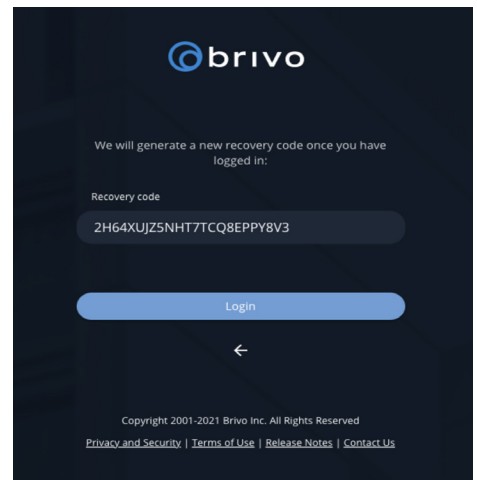 brivo
We will generate a new recovery code once you have
logged in:
Recovery code
2H64XUJZ5NHT7TCQ8EPPY8V3
Login
Copyright 2001-2021 Brivo Inc. All Rights Reserved
Privacy and Security | Terms of Use | Release Notes | Contact Us